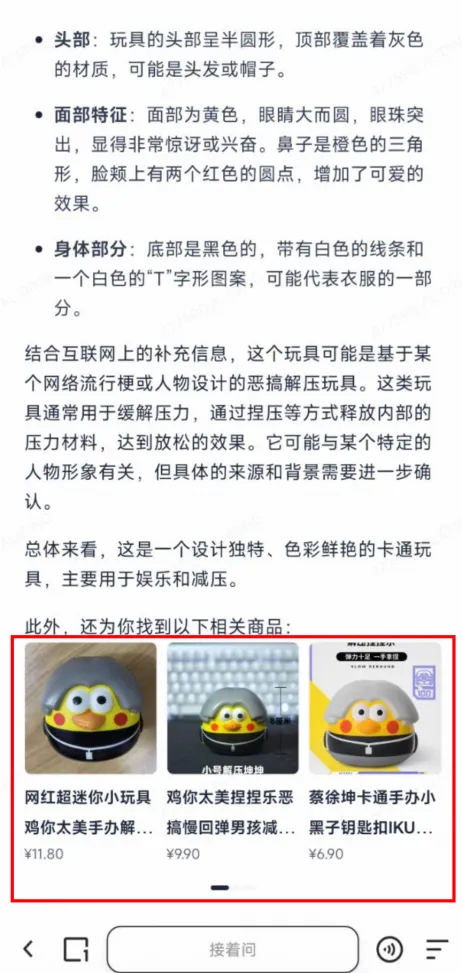 头部：玩具的头部呈半圆形，顶部覆盖着灰色
的材质，可能是头发或帽子。
面部特征：面部为黄色，眼睛大而圆，眼珠突
出，显得非常惊讶或兴奋。鼻子是橙色的三角
形，脸颊上有两个红色的圆点，增加了可爱的
效果。
身体部分：底部是黑色的，带有白色的线条和
一个白色的“T”字形图案，可能代表衣服的一部
分。
结合互联网上的补充信息，这个玩具可能是基于某
个网络流行梗或人物设计的恶搞解压玩具。这类玩
具通常用于缓解压力，通过捏压等方式释放内部的
压力材料，达到放松的效果。它可能与某个特定的
人物形象有关，但具体的来源和背景需要进一步确
认。
总体来看，这是一个设计独特、色彩鲜艳的卡通玩
具，主要用于娱乐和减压。
此外，还为你找到以下相关商品：
弹力十足 一手拿捏
SLOW REBOUND
小号解压坤坤
网红超迷你小玩具
鸡你太美手办解...
¥11.80
鸡你太美捏捏乐恶
搞慢回弹男孩减...
¥9.90
蔡徐坤卡通手办小
黑子钥匙扣IKU...
¥6.90
接着问